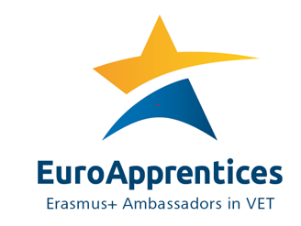 EuroApprentices
Erasmus+ Ambassadors in VET